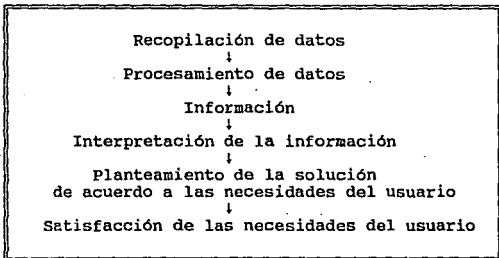 Recopilación de datos
↓
Procesamiento de datos
↓
Información
↓
Interpretación de la información
↓
Planteamiento de la solución
de acuerdo a las necesidades del usuario
↓
Satisfacción de las necesidades del usuario